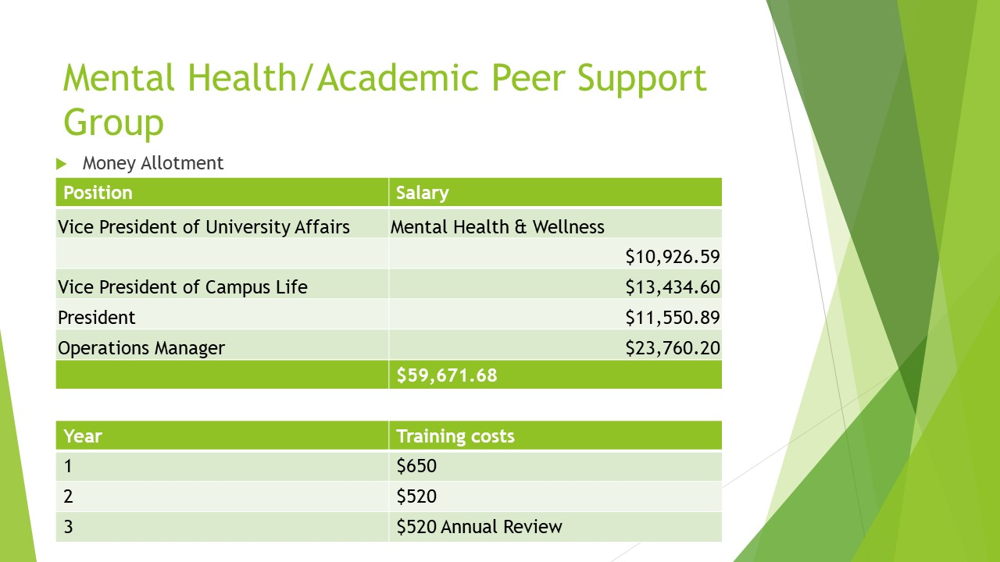 Mental Health/Academic Peer Support
Group
Money Allotment
Position Salary
Vice President of University Affairs Mental Health & Wellness
$10,926.59
Vice President of Campus Life $13,434.60
President $11,550.89
Operations Manager $23,760.20
$59,671.68
Year Training costs
1 $650
2 $520
3 $520 Annual Review